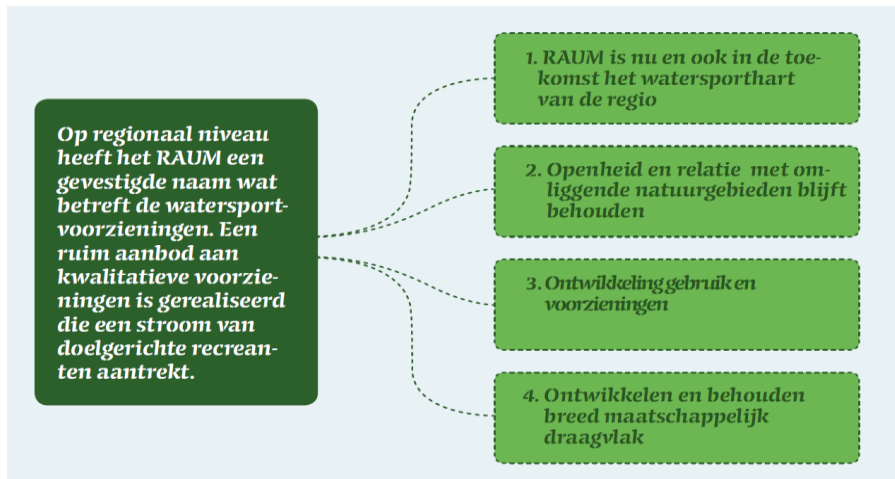 Op regionaal niveau
heeft het RAUM een
gevestigde naam wat
betreft de watersport-
voorzieningen. Een
ruim aanbod aan
kwalitatieve voorzie-
ningen is gerealiseerd
die een stroom van
doelgerichte recrean-
ten aantrekt.
1. RAUM is nu en ook in de toe-
komst het watersporthart
van de regio
2. Openheid en relatie met om-
liggende natuurgebieden blijft
behouden
3. Ontwikkeling gebruik en
voorzieningen
4. Ontwikkelen en behouden
breed maatschappelijk
draagvlak